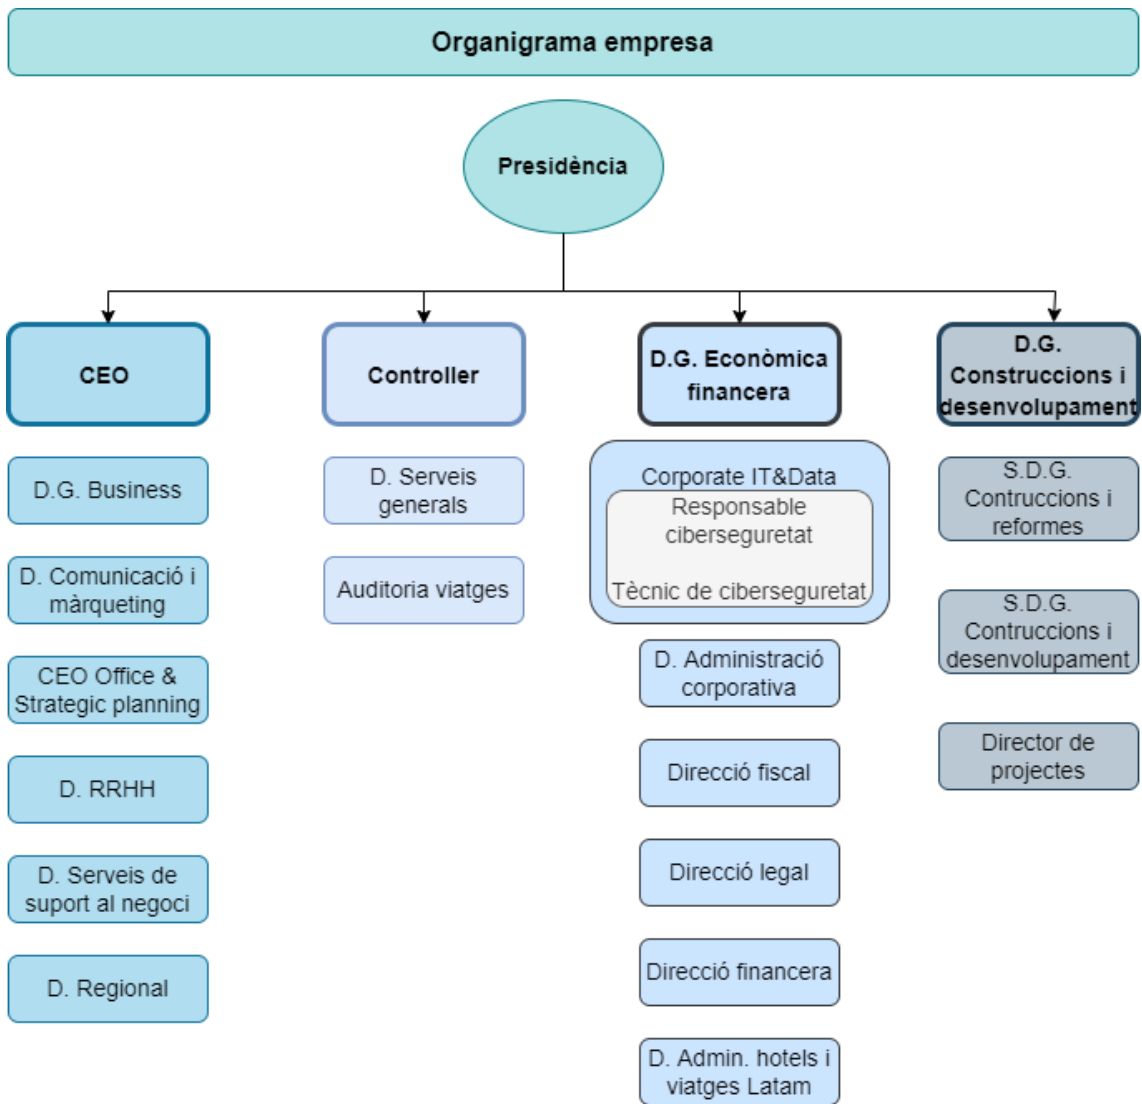 Organigrama empresa
Presidència
CEO
D.G. Business
D. Comunicació i
màrqueting
CEO Office &
Strategic planning
D. RRHH
D. Serveis de
suport al negoci
D. Regional
Controller
D. Serveis
generals
Auditoria viatges
D.G. Econòmica
financera
Corporate IT&Data
Responsable
ciberseguretat
Tècnic de ciberseguretat
D. Administració
corporativa
Direcció fiscal
Direcció legal
Direcció financera
D. Admin. hotels i
viatges Latam
D.G.
Construccions i
desenvolupament
S.D.G.
Contruccions i
reformes
S.D.G.
Contruccions i
desenvolupament
Director de
projectes